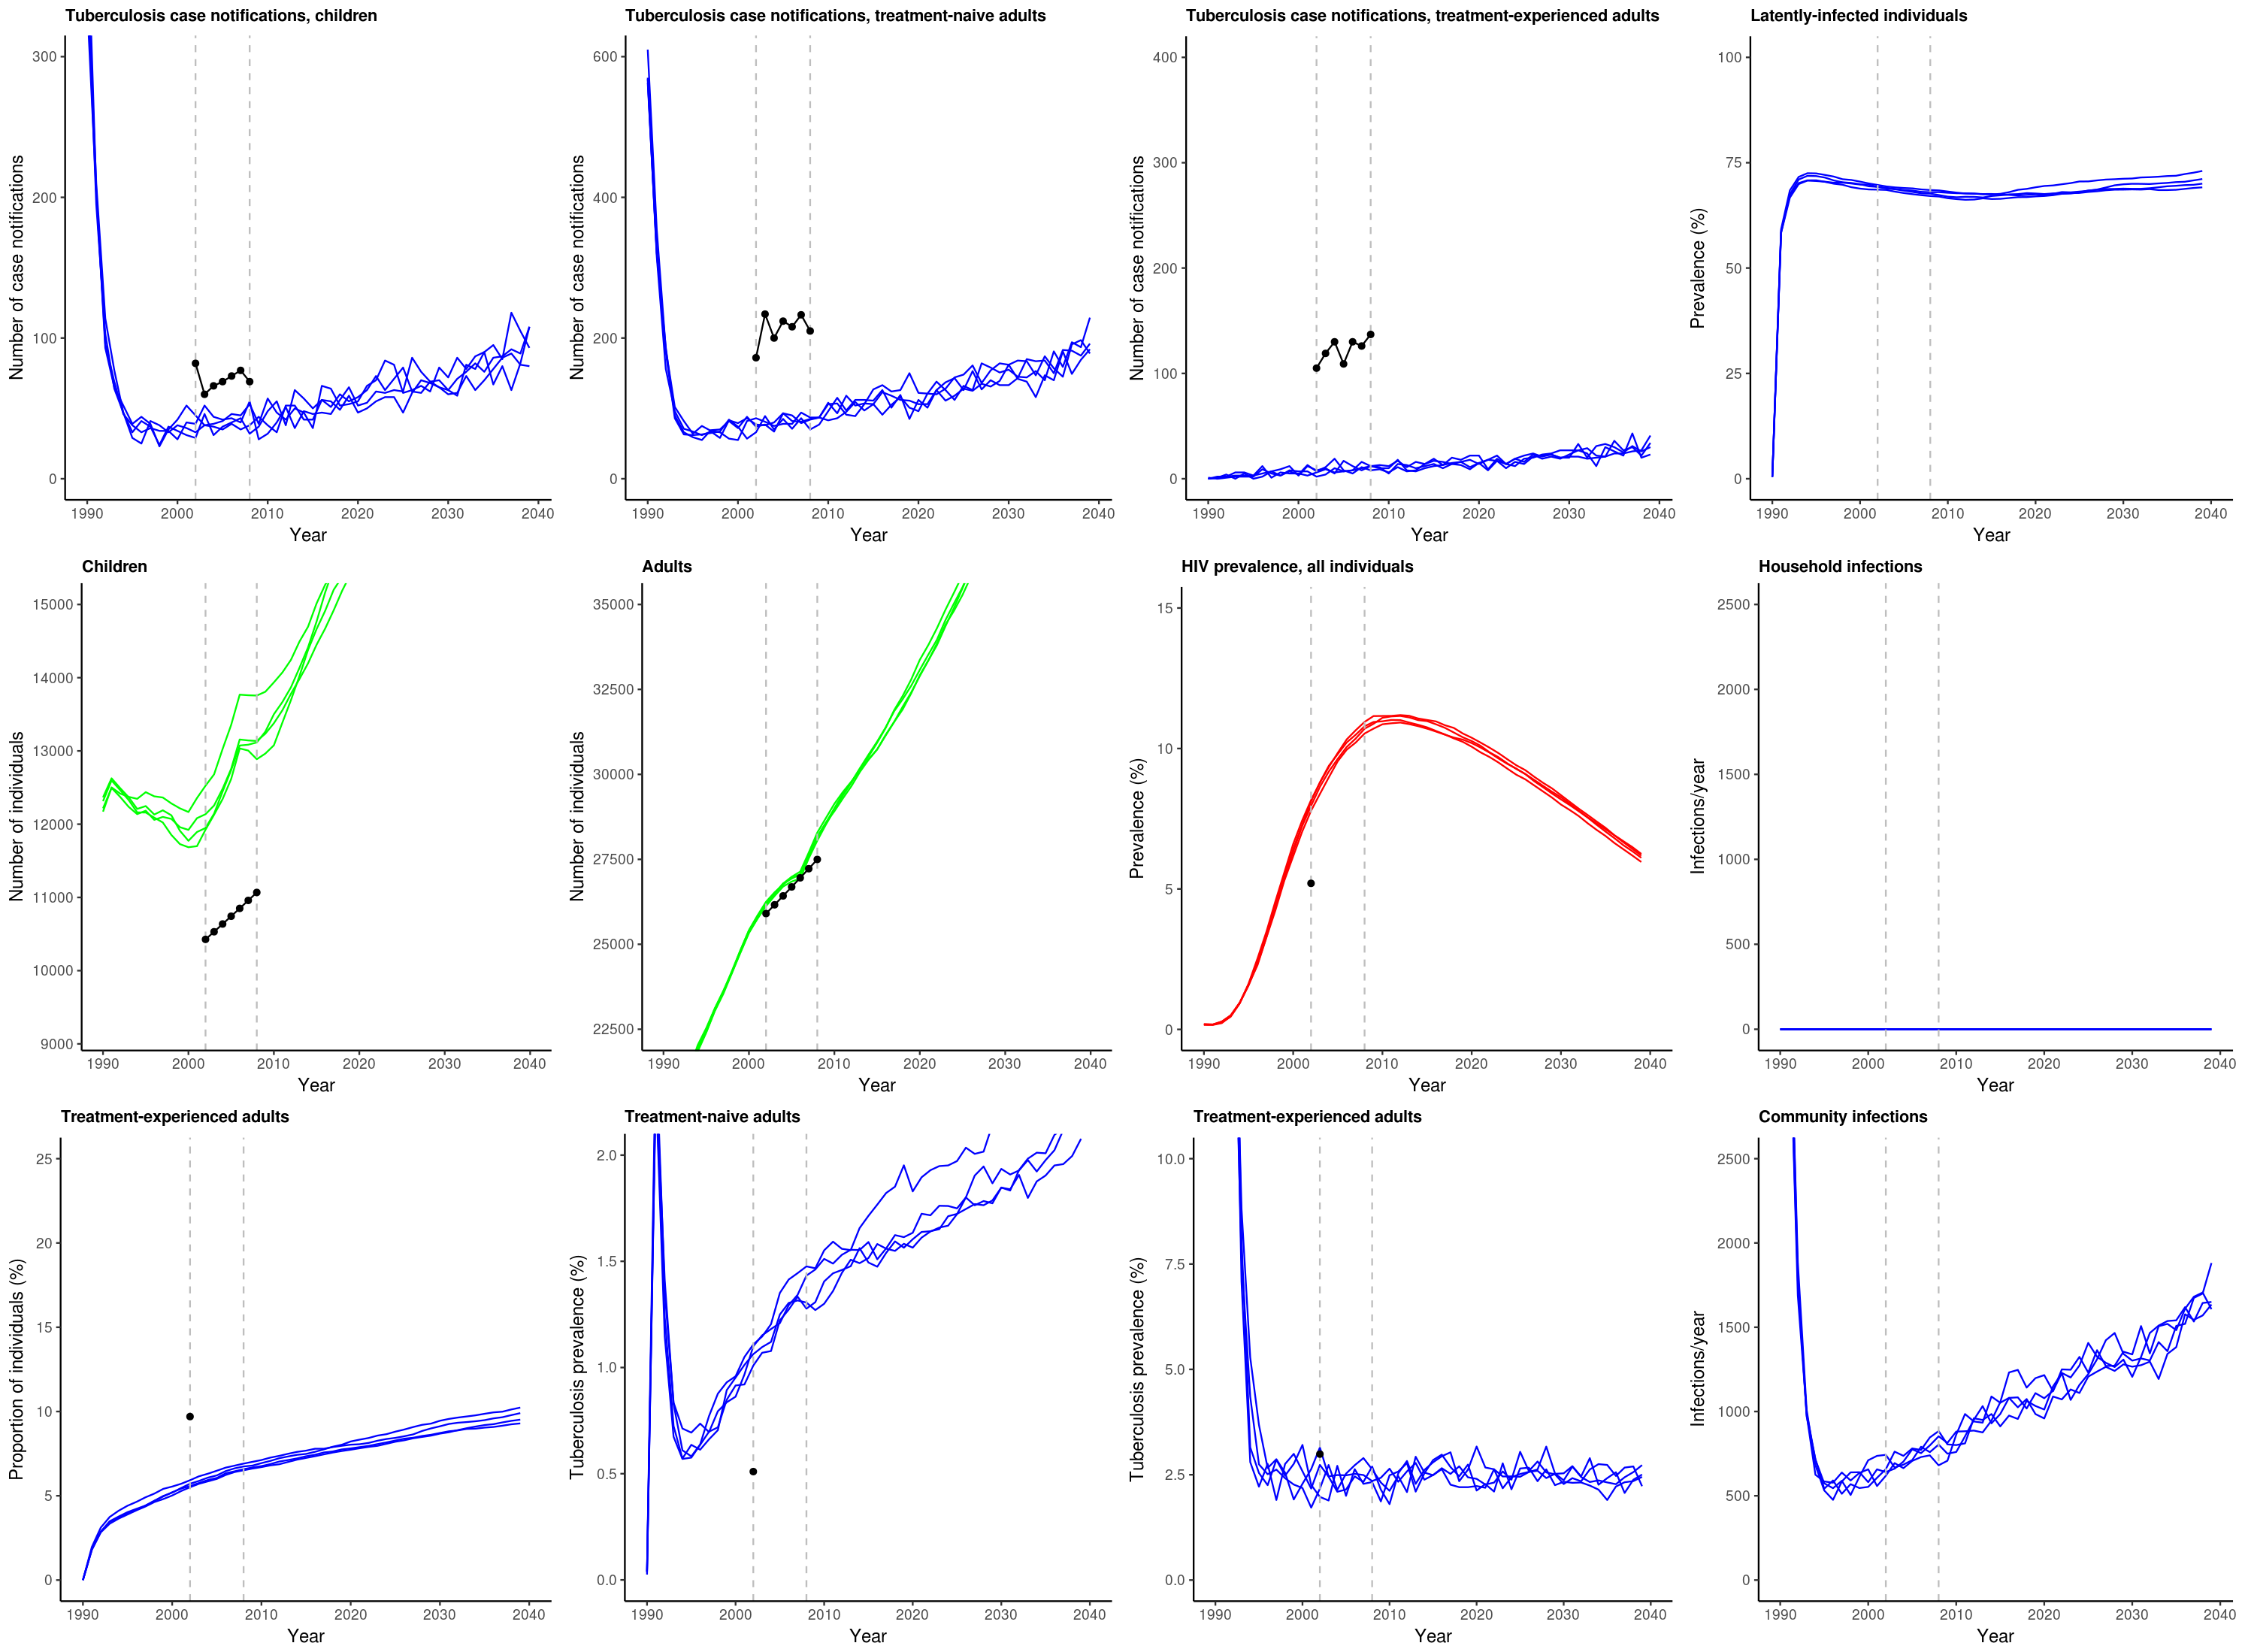 Tuberculosis case notifications, children
Number of case notifications
300
200
100
0
1990 2000 2010 2020 2030 2040
Year
Tuberculosis case notifications, treatment-naive adults
Number of case notifications
600
400
200
0
1990 2000 2010 2020 2030 2040
Year
Tuberculosis case notifications, treatment-experienced adults
Number of case notifications
400
300
200
100
0
1990 2000 2010 2020 2030 2040
Year
Latently-infected individuals
Prevalence (%)
100
75
50
25
0
1990 2000 2010 2020 2030 2040
Year
Children
Number of individuals
15000
14000
13000
12000
11000
10000
9000
1990 2000 2010 2020 2030 2040
Year
Adults
Number of individuals
35000
32500
30000
27500
25000
22500
1990 2000 2010 2020 2030 2040
Year
HIV prevalence, all individuals
Prevalence (%)
15
10
5
0
1990 2000 2010 2020 2030 2040
Year
Household infections
Infections/year
2500
2000
1500
1000
500
0
1990 2000 2010 2020 2030 2040
Year
Treatment-experienced adults
Proportion of individuals (%)
25
20
15
10
5
0
1990 2000 2010 2020 2030 2040
Year
Treatment-naive adults
Tuberculosis prevalence (%)
2.0
1.5
1.0
0.5
0.0
1990 2000 2010 2020 2030 2040
Year
Treatment-experienced adults
Tuberculosis prevalence (%)
10.0
7.5
5.0
2.5
0.0
1990 2000 2010 2020 2030 2040
Year
Community infections
Infections/year
2500
2000
1500
1000
500
0
1990 2000 2010 2020 2030 2040
Year